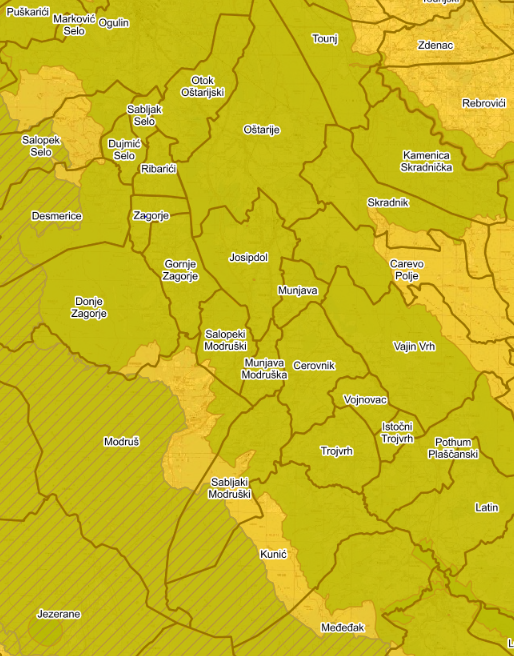 Tounjski
Puškarići
Marković
Selo
Ogulin
Tounj
Zdenac
Otok
Oštarijski
Rebrovići
Sabljak
Selo
Oštarije
Salopek
Selo
Dujmić
Selo
Kamenica
Skradnička
Ribarići
Skradnik
Desmerice
Zagorje
Josipdol
Gornje
Zagorje
Carevo
Polje
Munjava
Donje
Zagorje
Salopeki
Modruški
Vajin Vrh
Munjava
Modruška
Cerovnik
Vojnovac
Istočni
Trojvrh
Modruš
Pothum
Plaščanski
Trojvrh
Sabljaki
Modruški
Latin
Kunić
Jezerane
Međeđak